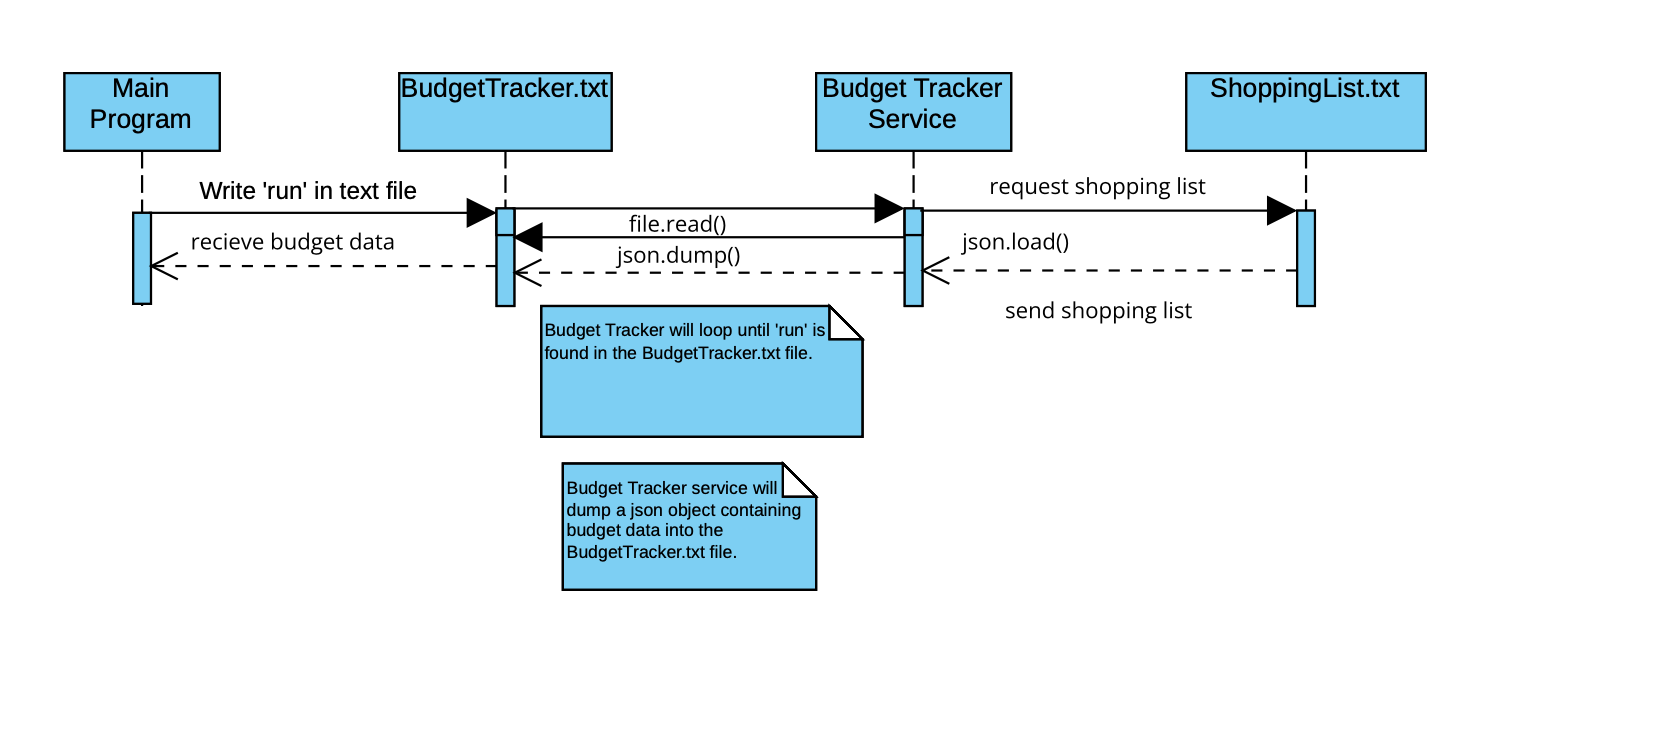 Main
Program
BudgetTracker.txt
Budget Tracker
Service
ShoppingList.txt
Write 'run' in text file
request shopping list
file.read()
recieve budget data
json.load()
json.dump()
send shopping list
Budget Tracker will loop until 'run' is
found in the BudgetTracker.txt file.
Budget Tracker service will
dump a json object containing
budget data into the
BudgetTracker.txt file.